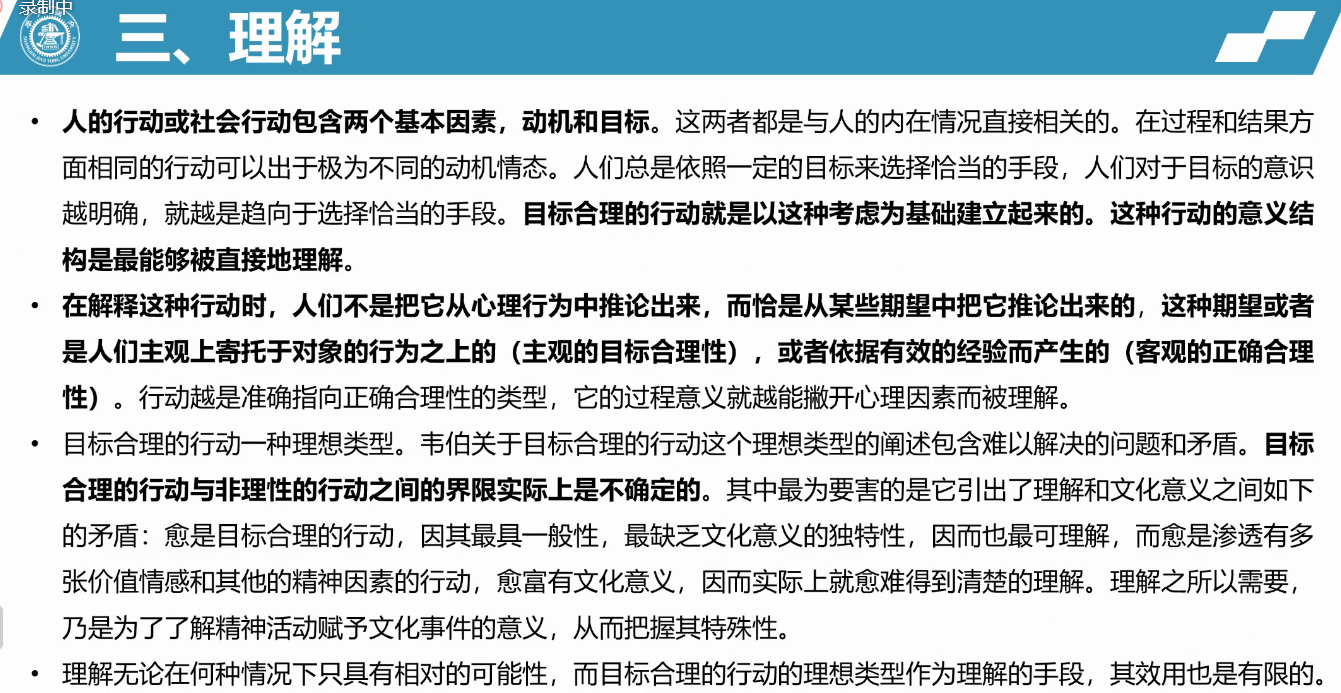 录制中
三、理解
• 人的行动或社会行动包含两个基本因素，动机和目标。这两者都是与人的内在情况直接相关的。在过程和结果方
面相同的行动可以出于极为不同的动机情态。人们总是依照一定的目标来选择恰当的手段，人们对于目标的意识
越明确，就越是趋向于选择恰当的手段。目标合理的行动就是以这种考虑为基础建立起来的。这种行动的意义结
构是最能够被直接地理解。
• 在解释这种行动时，人们不是把它从心理行为中推论出来，而恰是从某些期望中把它推论出来的，这种期望或者
是人们主观上寄托于对象的行为之上的（主观的目标合理性），或者依据有效的经验而产生的（客观的正确合理
性）。行动越是准确指向正确合理性的类型，它的过程意义就越能撇开心理因素而被理解。
• 目标合理的行动一种理想类型。韦伯关于目标合理的行动这个理想类型的阐述包含难以解决的问题和矛盾。目标
合理的行动与非理性的行动之间的界限实际上是不确定的。其中最为要害的是它引出了理解和文化意义之间如下
的矛盾：愈是目标合理的行动，因其最具一般性，最缺乏文化意义的独特性，因而也最可理解，而愈是渗透有多
张价值情感和其他的精神因素的行动，愈富有文化意义，因而实际上就愈难得到清楚的理解。理解之所以需要，
乃是为了了解精神活动赋予文化事件的意义，从而把握其特殊性。
• 理解无论在何种情况下只具有相对的可能性，而目标合理的行动的理想类型作为理解的手段，其效用也是有限的。